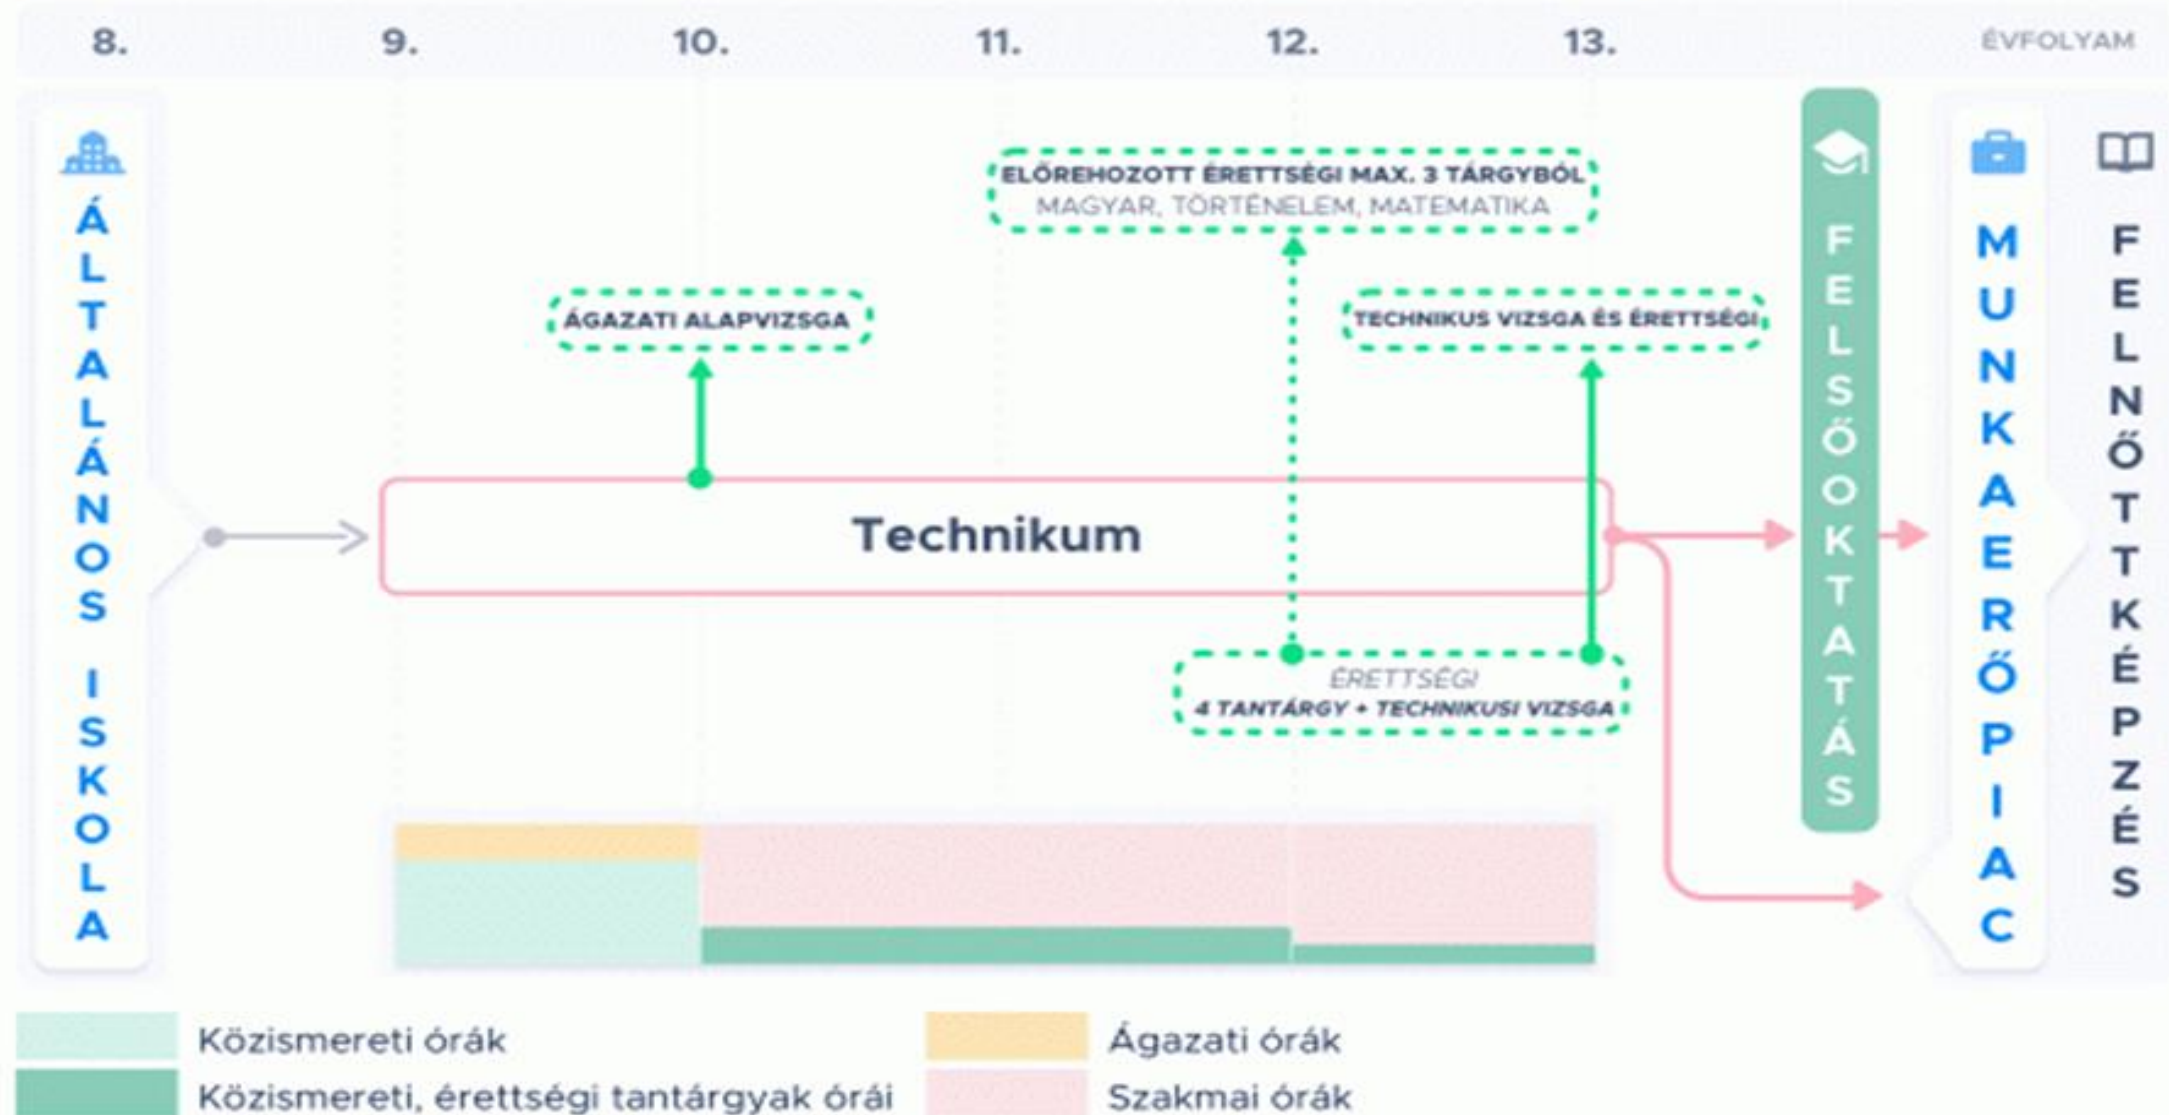 8. 9. 10. 11. 12. 13. ÉVFOLYAM
ÁLTALÁNOS ISKOLA
ELŐREHOZOTT ÉRETTSÉGI MAX. 3 TÁRGYBÓL
MAGYAR, TÖRTÉNELEM, MATEMATIKA
ÁGAZATI ALAPVIZSGA
TECHNIKUS VIZSGA ÉS ÉRETTSÉGI
Technikum
ÉRETTSÉGI
4 TANTÁRGY + TECHNIKUSI VIZSGA
FELSŐOKTATÁS
MUNKAERŐPIAC
FELNŐTTKÉPZÉS
Közismereti órák
Ágazati órák
Közismereti, érettségi tantárgyak órái
Szakmai órák